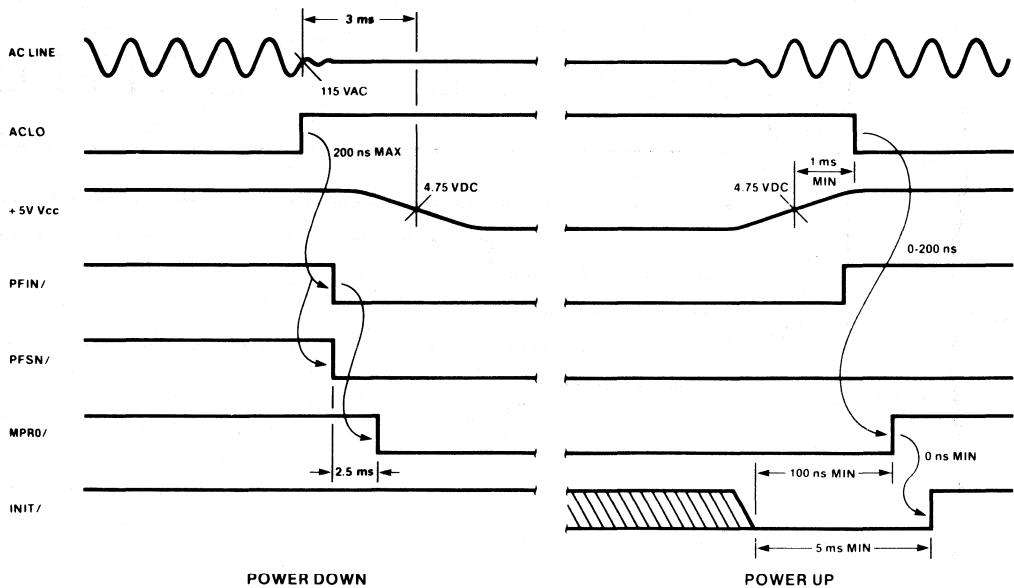 3 ms
AC LINE
115 VAC
ACLO
200 ns MAX
1 ms
MIN
4.75 VDC
4.75 VDC
+ 5V Vcc
0-200 ns
PFIN/
PFSN/
MPR0/
0 ns MIN
2.5 ms
100 ns MIN
INIT/
5 ms MIN
POWER DOWN
POWER UP